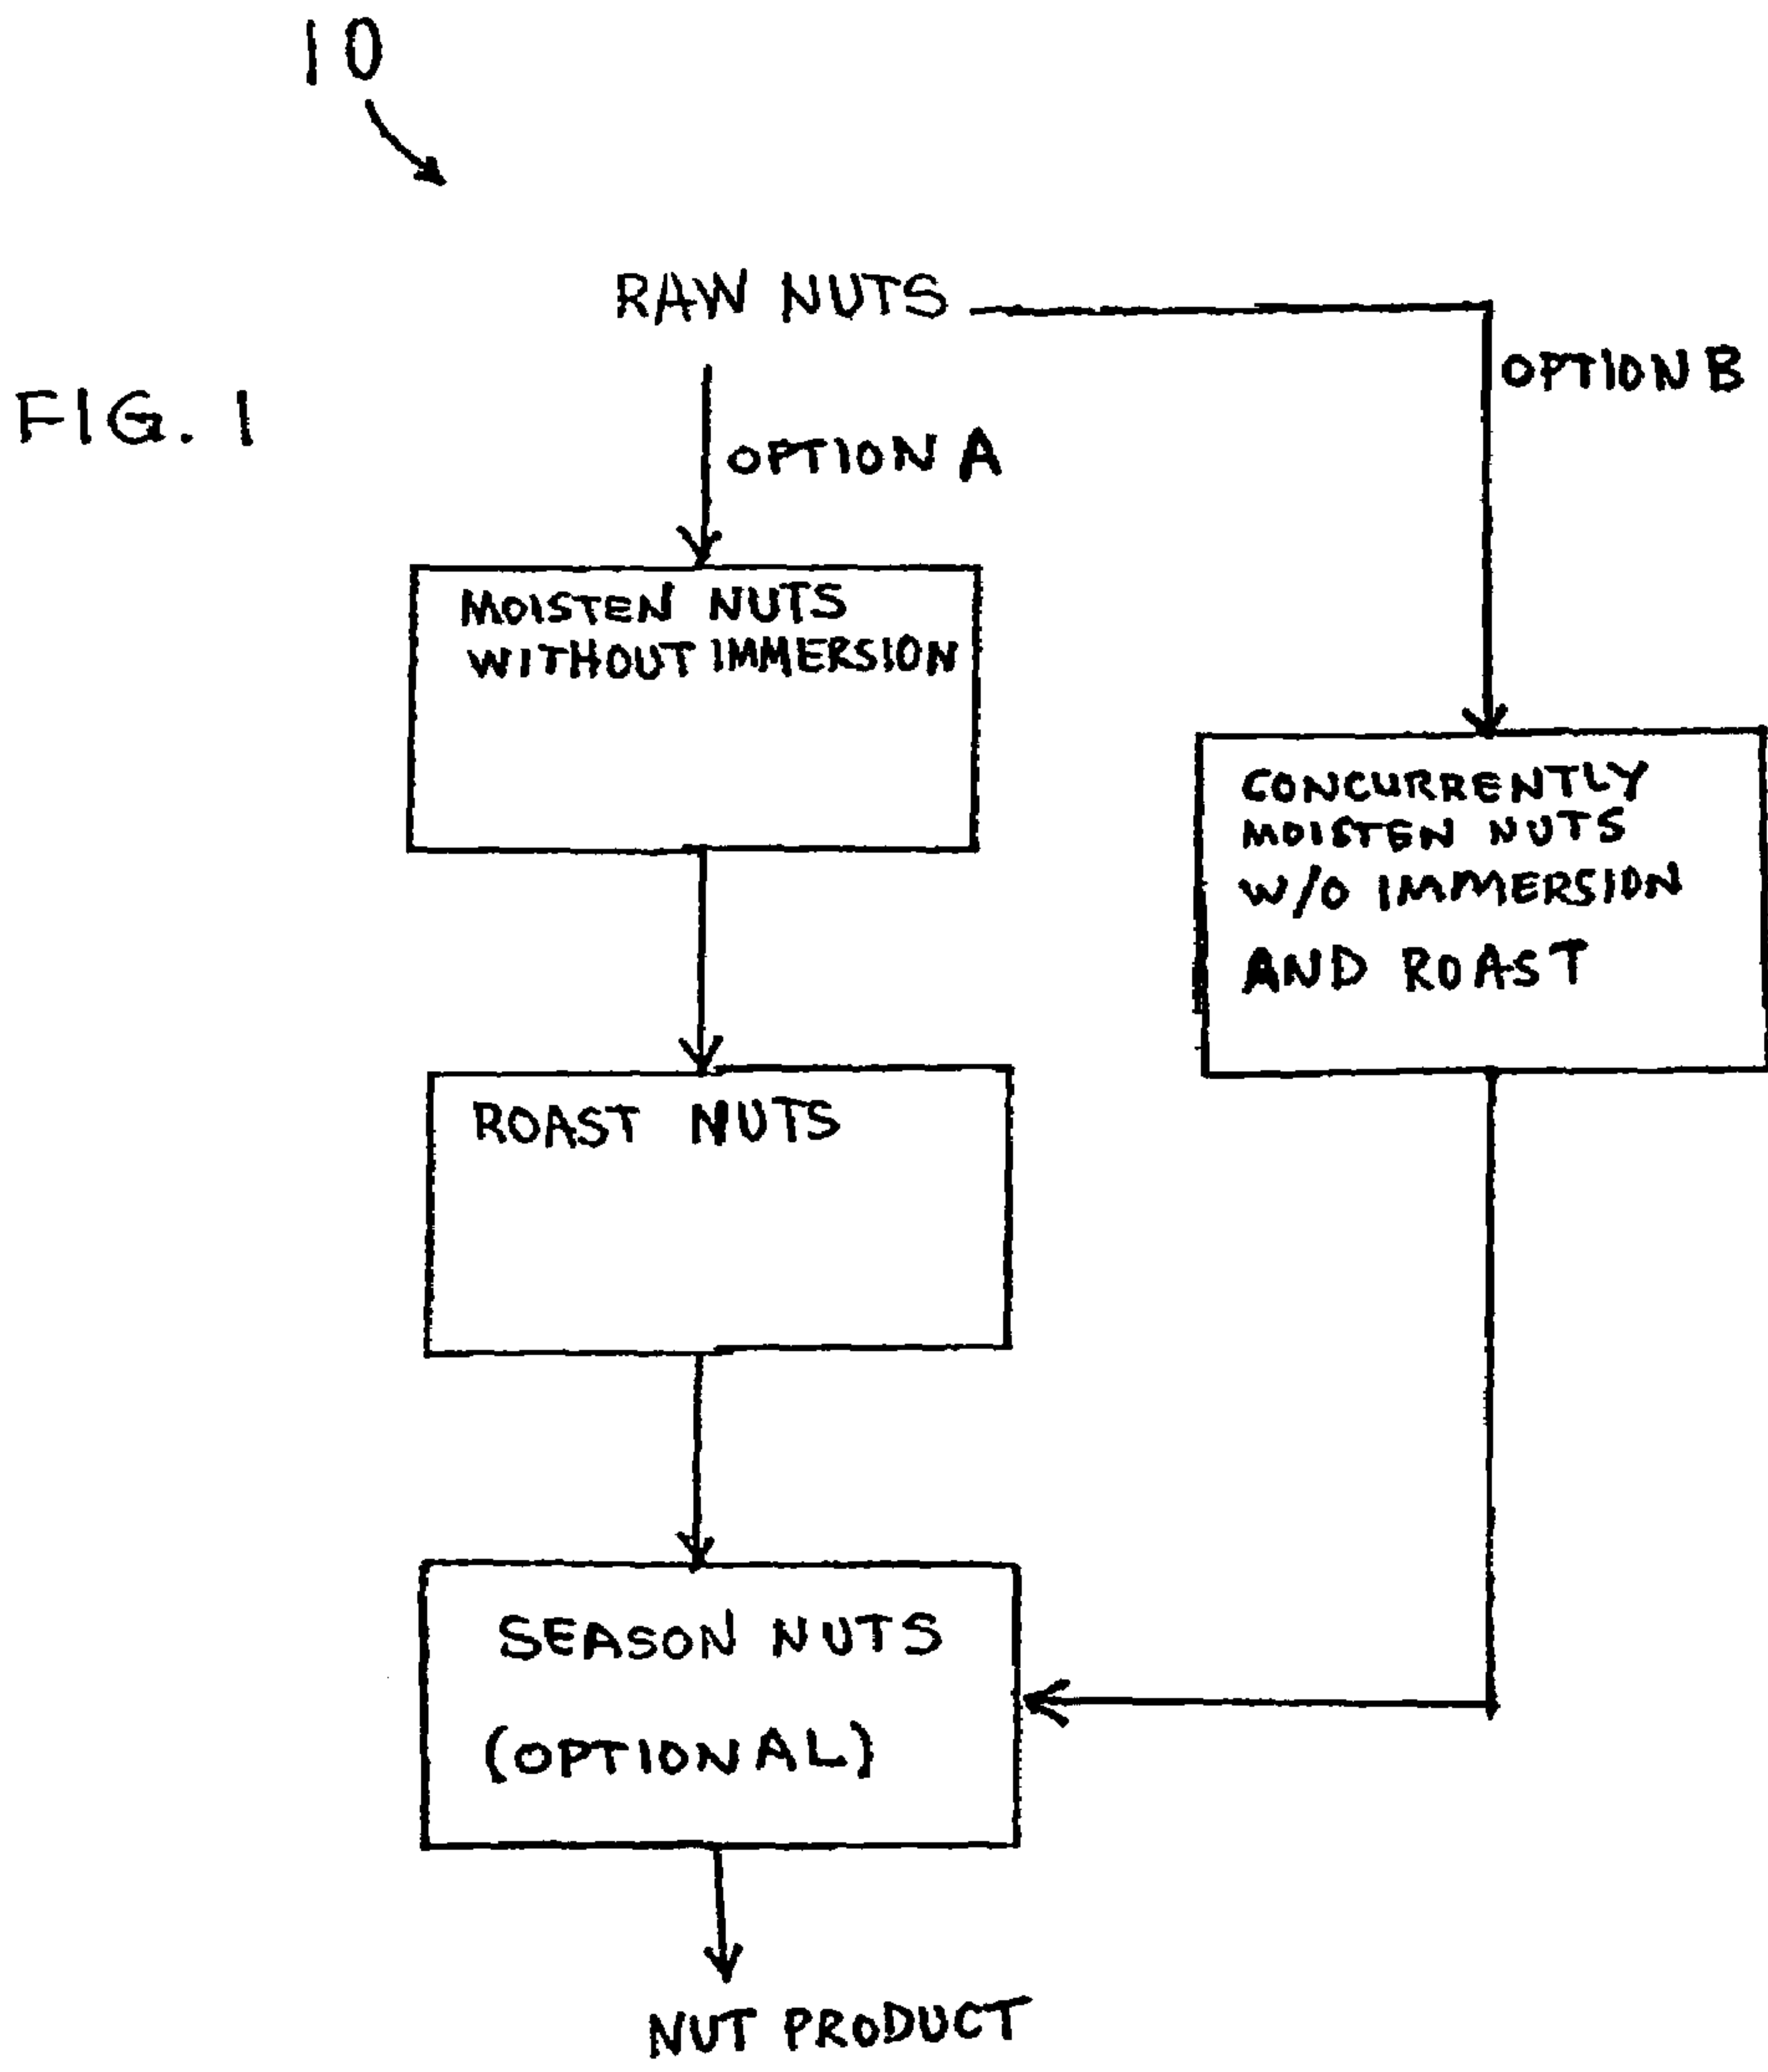 10
RAW NUTS
OPTION B
FIG. 1
OPTION A
MOISTEN NUTS
WITHOUT IMMERSION
CONCURRENTLY
MOISTEN NUTS
W/O IMMERSION
AND ROAST
ROAST NUTS
SEASON NUTS
(OPTIONAL)
NUT PRODUCT